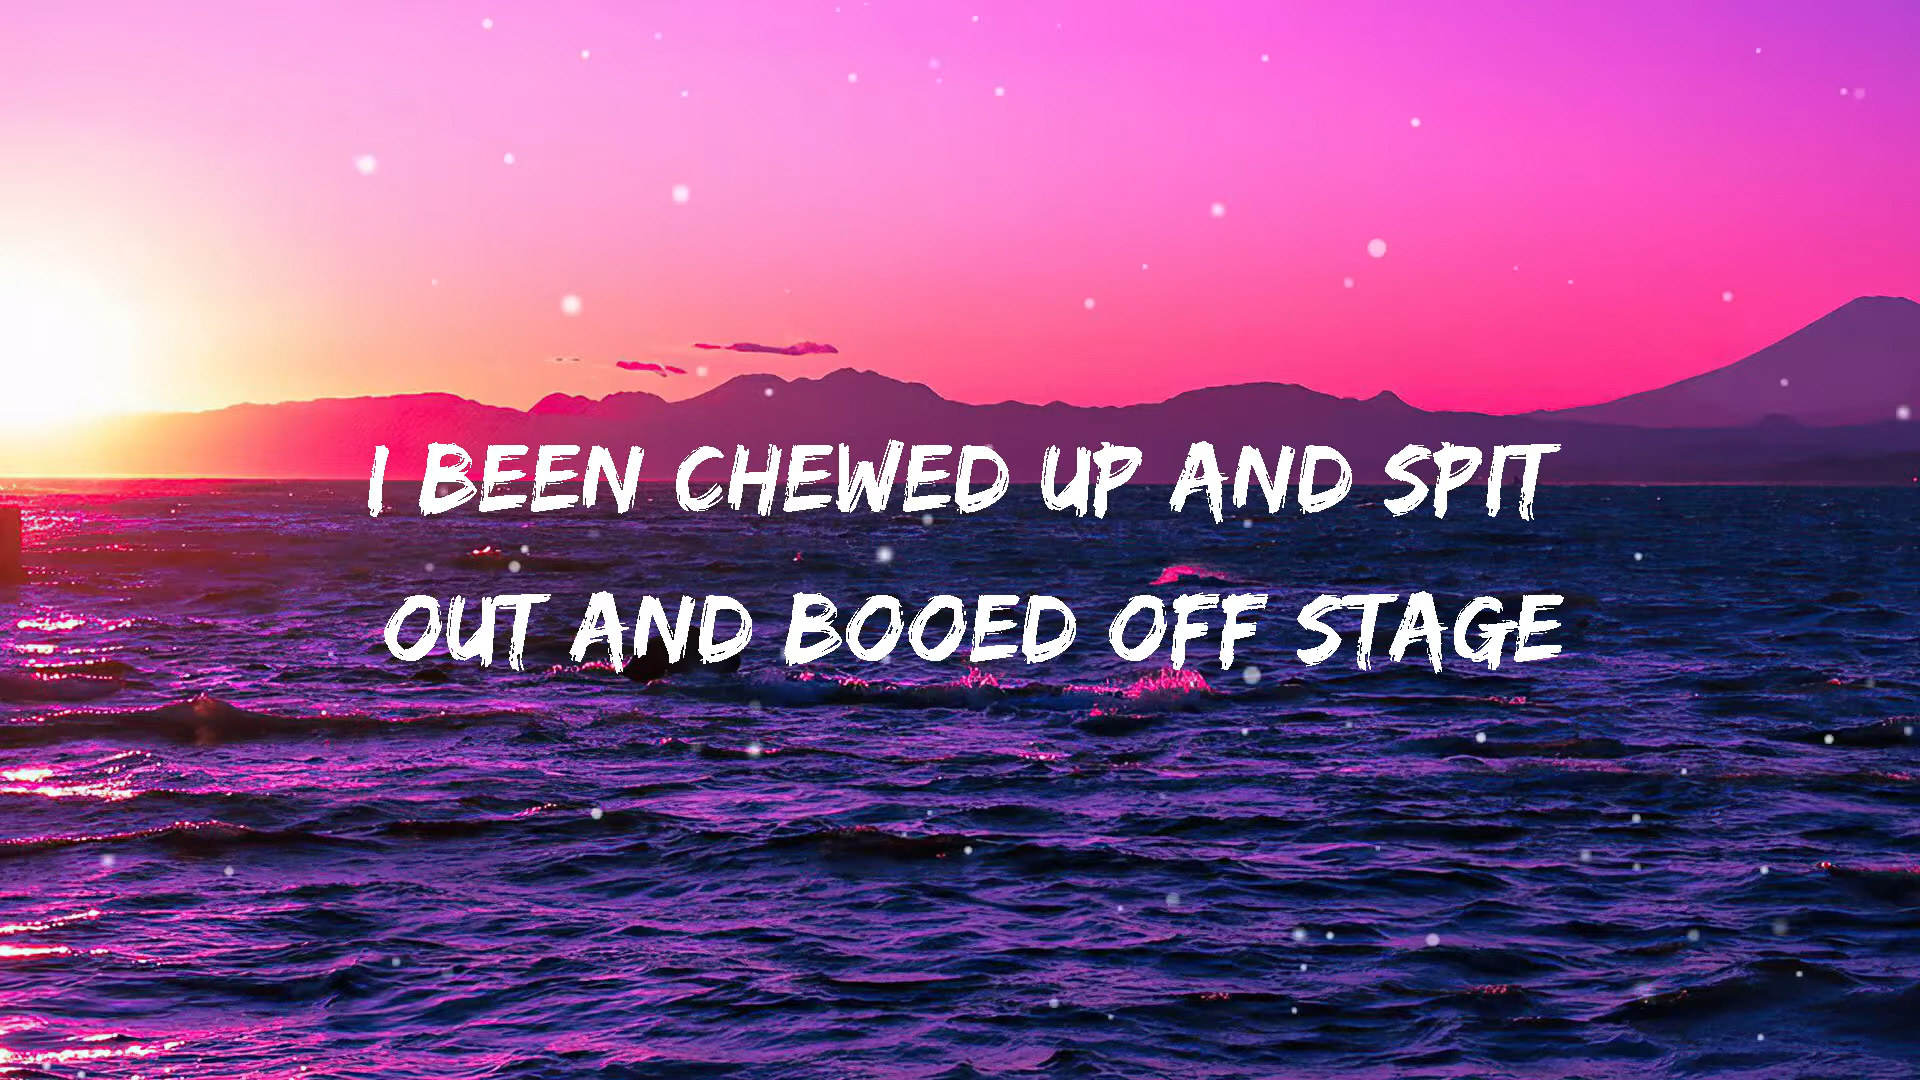 I BEEN CHEWED UP AND SPIT
OUT AND BOOED OFF STAGE